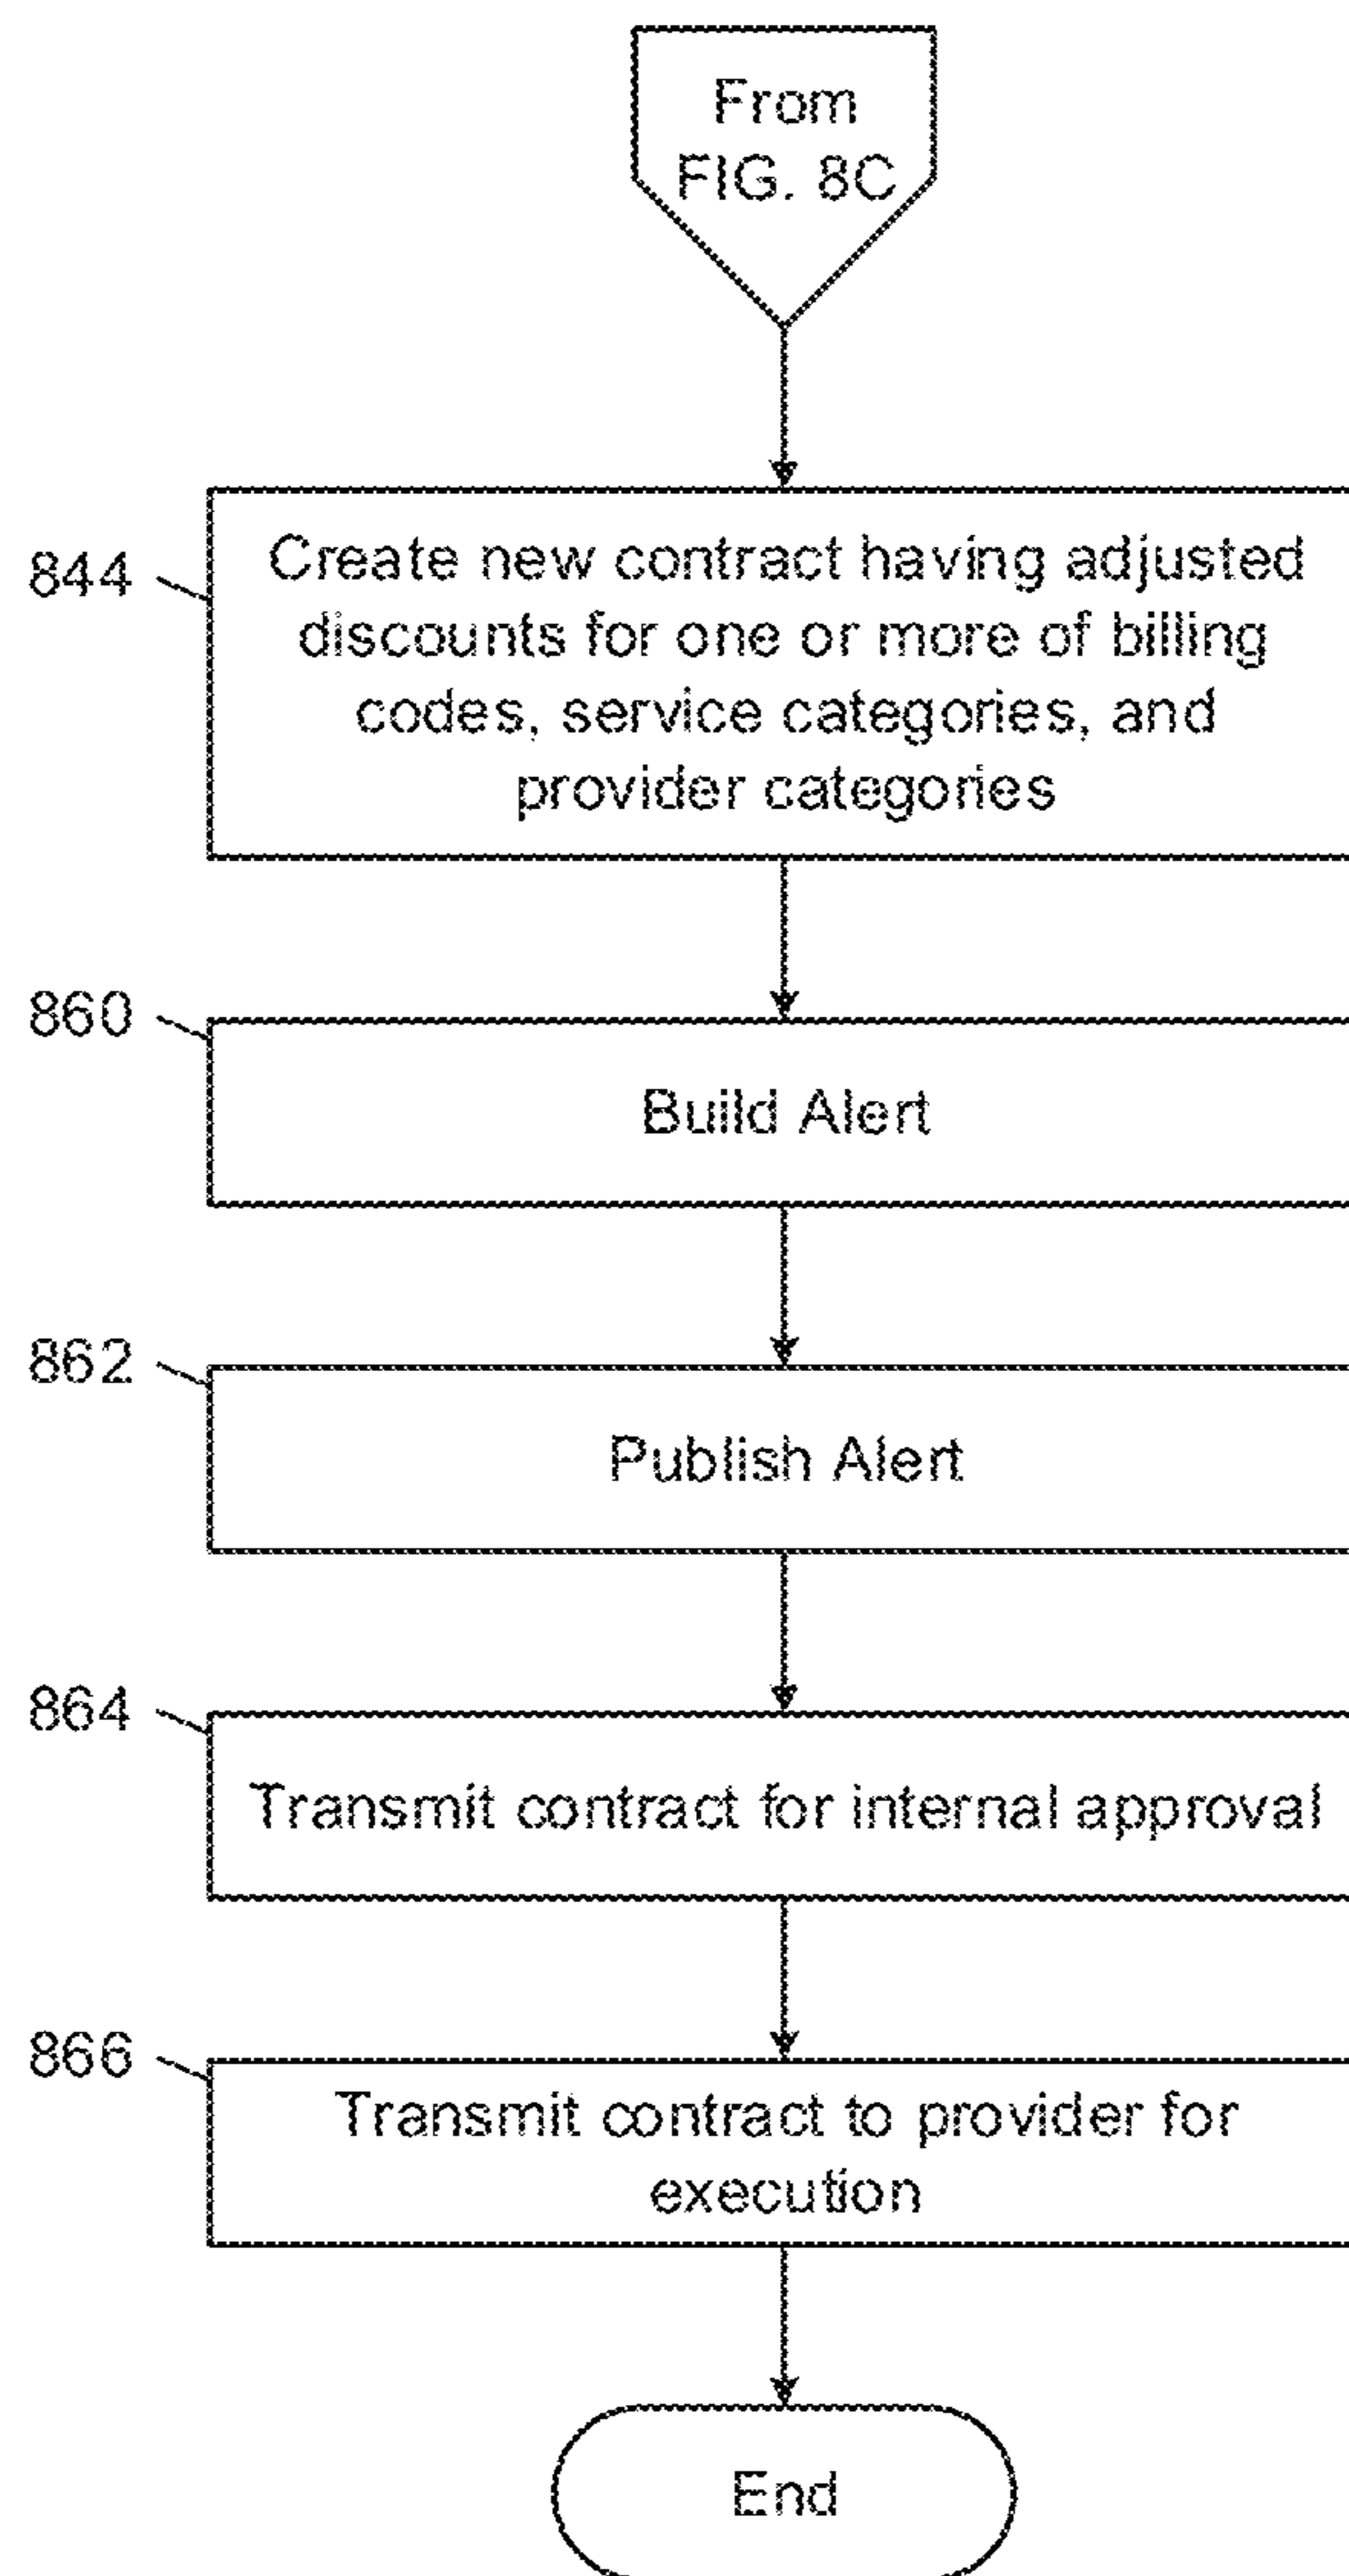 From
FIG. 8C
844
Create new contract having adjusted
discounts for one or more of billing
codes, service categories, and
provider categories
860
Build Alert
862
Publish Alert
864
Transmit contract for internal approval
866
Transmit contract to provider for
execution
End